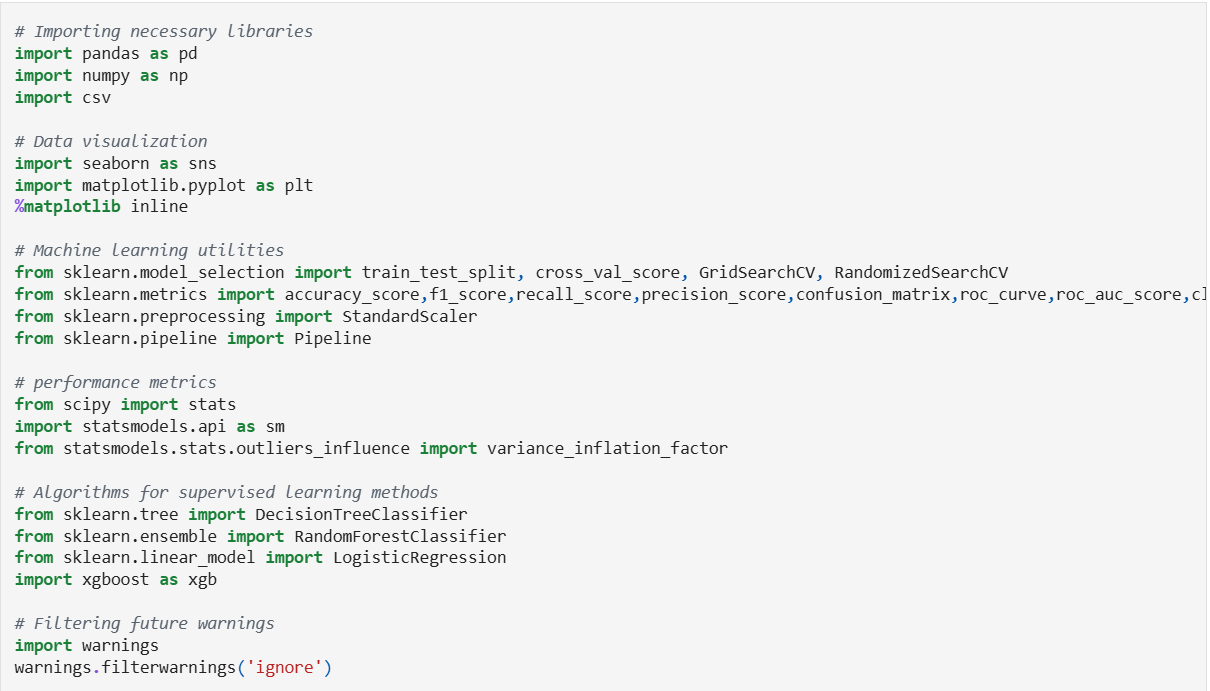 # Importing necessary libraries
import pandas as pd
import numpy as np
import csv
# Data visualization
import seaborn as sns
import matplotlib.pyplot as plt
%matplotlib inline
# Machine learning utilities
from sklearn.model_selection import train_test_split, cross_val_score, GridSearchCV, RandomizedSearchCV
from sklearn.metrics import accuracy_score,f1_score,recall_score,precision_score,confusion_matrix,roc_curve,roc_auc_score,
from sklearn.preprocessing import StandardScaler
from sklearn.pipeline import Pipeline
# performance metrics
from scipy import stats
import statsmodels.api as sm
from statsmodels.stats.outliers_influence import variance_inflation_factor
# Algorithms for supervised learning methods
from sklearn.tree import DecisionTreeClassifier
from sklearn.ensemble import RandomForestClassifier
from sklearn.linear_model import LogisticRegression
import xgboost as xgb
# Filtering future warnings
import warnings
warnings.filterwarnings('ignore')